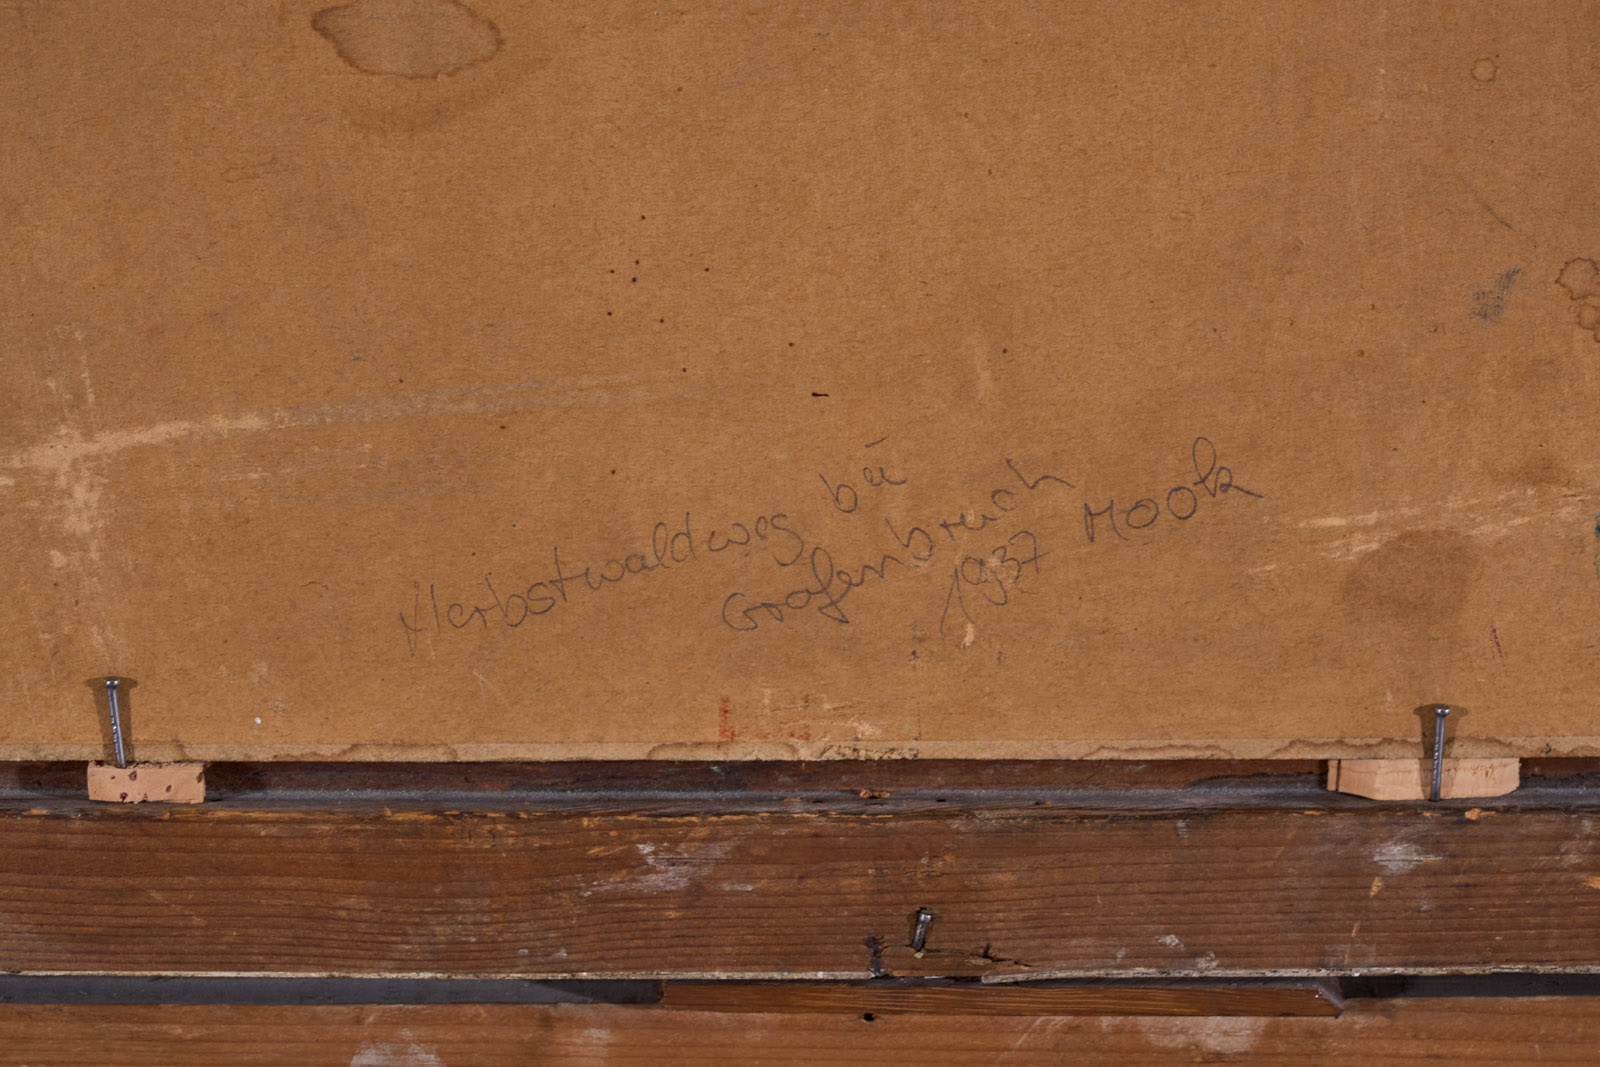 Herbstwaldweg bei
Grafenbruch
1937 Mook